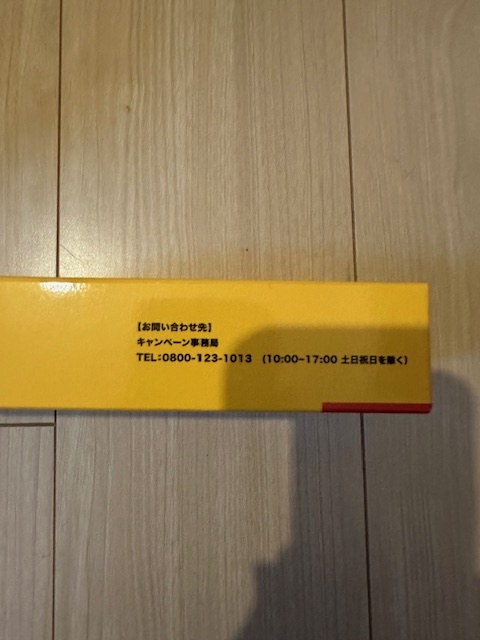 【お問い合わせ先】
キャンペーン事務局
TEL:0800-123-1013 (10:00-17:00 土日祝日を除く)